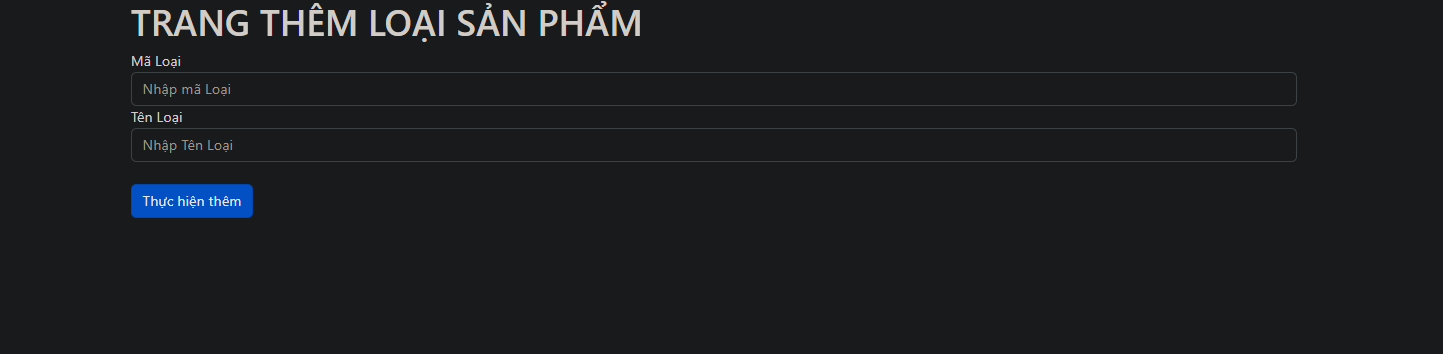 TRANG THÊM LOẠI SẢN PHẨM
Mã Loại
Nhập mã Loại
Tên Loại
Nhập Tên Loại
Thực hiện thêm